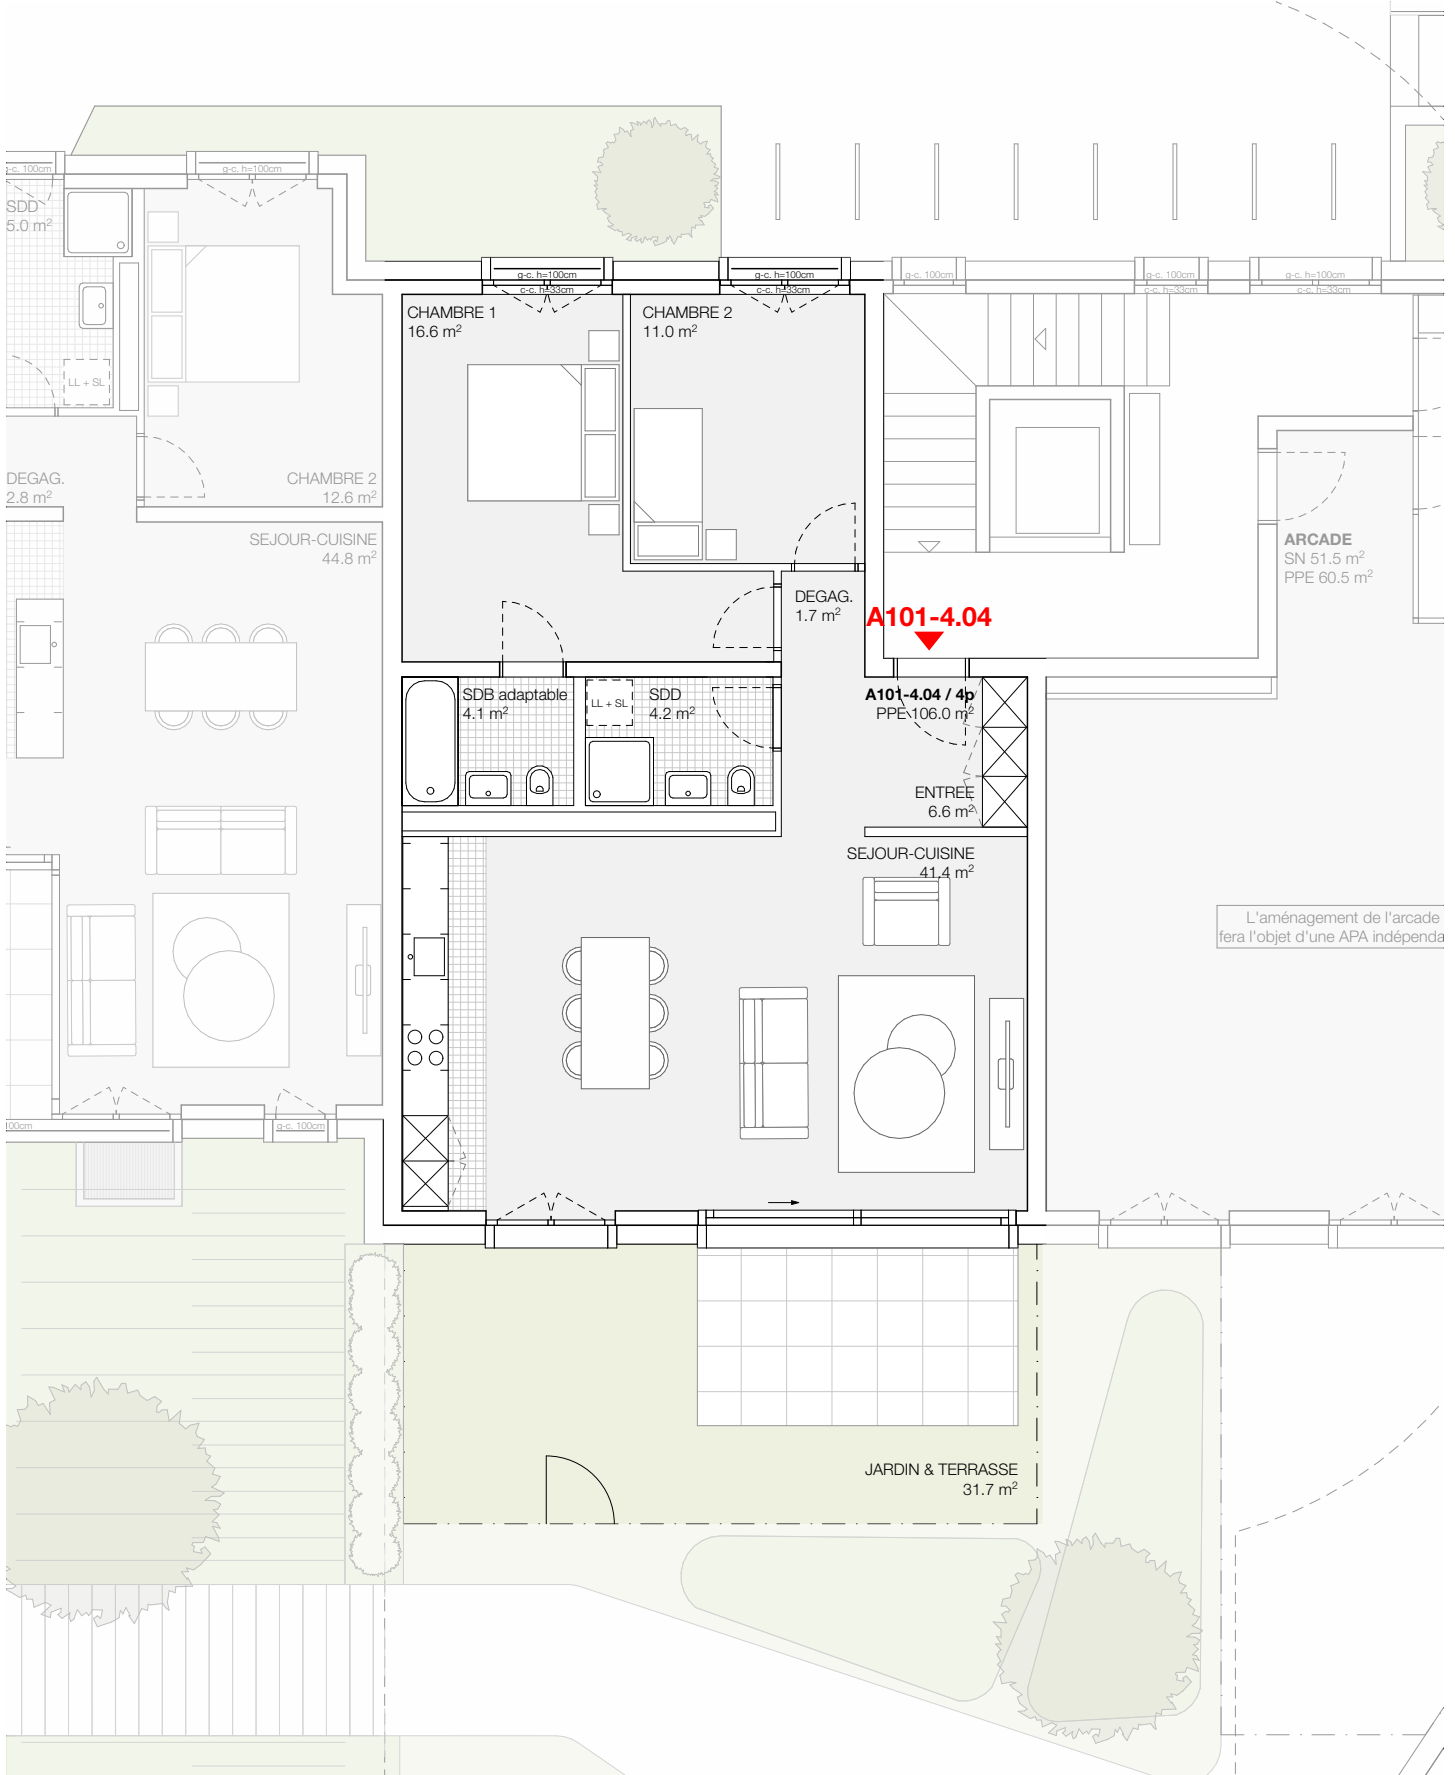 g-c. 100cm
g-c. h=100cm
SDD
5.0 m²
LL + SL
DEGAG.
2.8 m²
CHAMBRE 2
12.6 m²
SEJOUR-CUISINE
44.8 m²
g-c. h=100cm
c-c. h=33cm
g-c. h=100cm
c-c. h=33cm
g-c. 100cm
g-c. 100cm
c-c. h=33cm
g-c. h=100cm
c-c. h=33cm
CHAMBRE 1
16.6 m²
CHAMBRE 2
11.0 m²
ARCADE
SN 51.5 m²
PPE 60.5 m²
DEGAG.
1.7 m²
A101-4.04
SDB adaptable
4.1 m²
LL + SL
SDD
4.2 m²
A101-4.04 / 4p
PPE 106.0 m²
ENTREE
6.6 m²
SEJOUR-CUISINE
41.4 m²
L'aménagement de l'arcade
fera l'objet d'une APA
100cm
g-c. 100cm
JARDIN & TERRASSE
31.7 m²